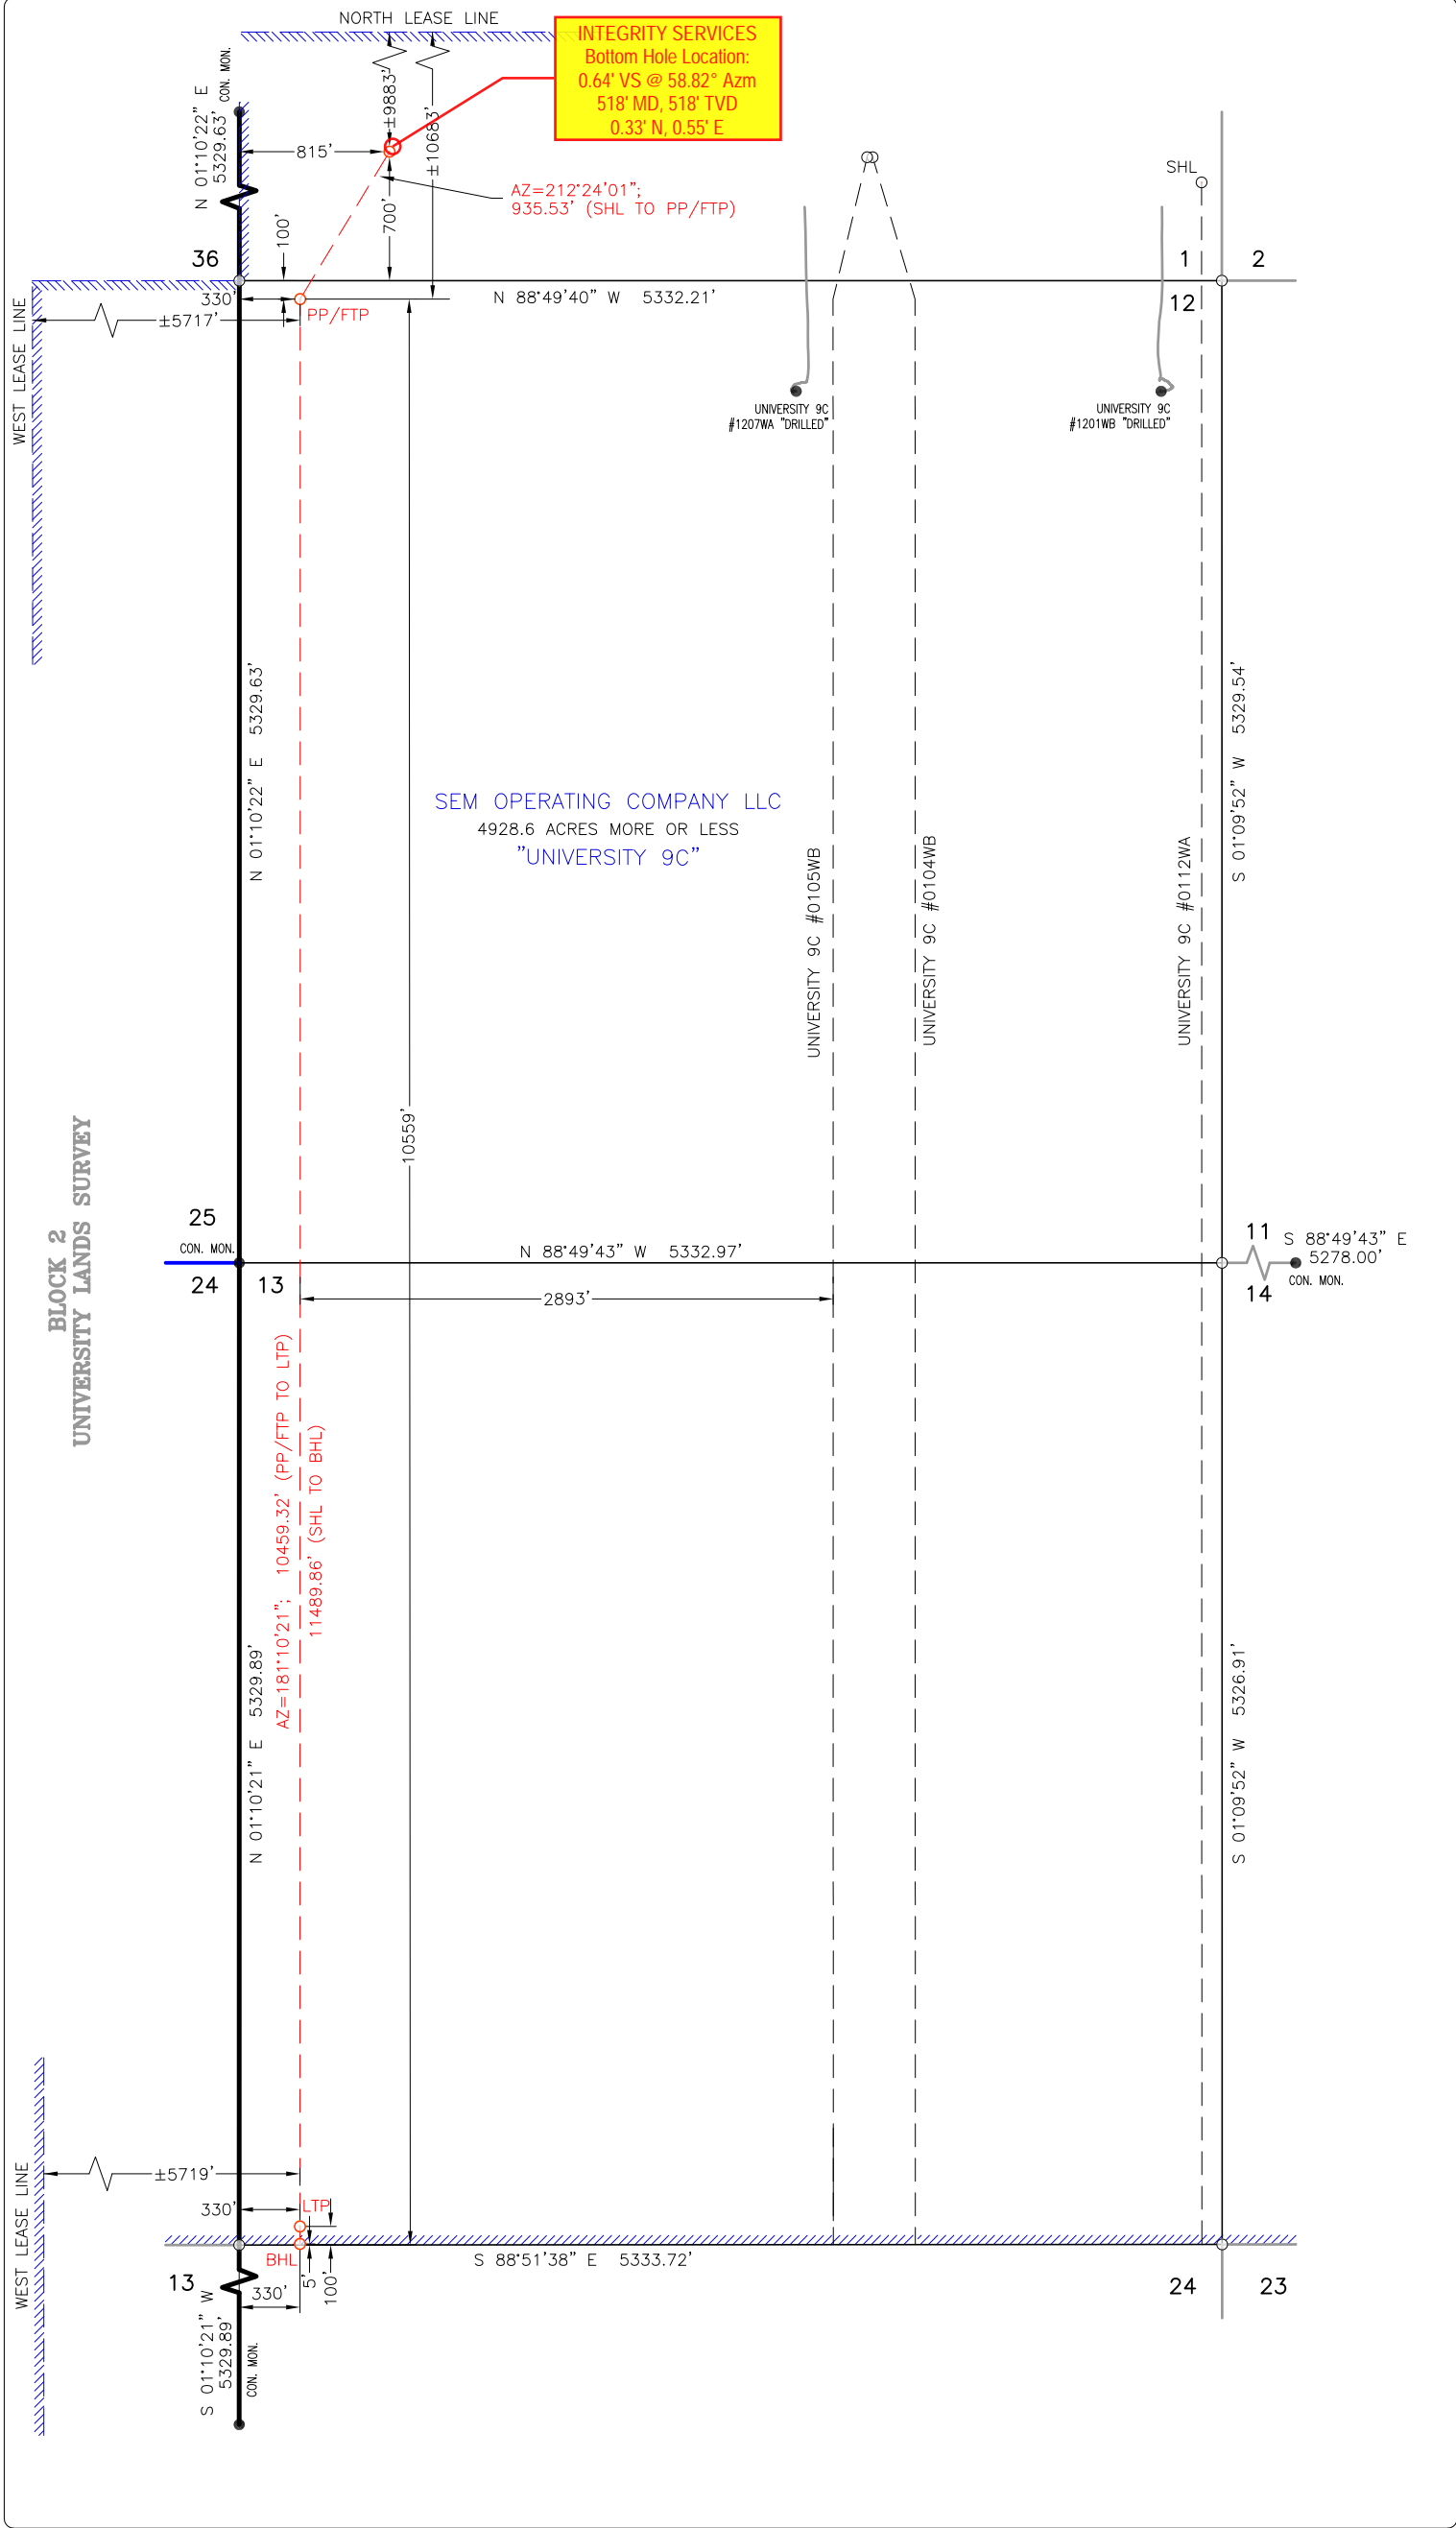 NORTH LEASE LINE
INTEGRITY SERVICES
Bottom Hole Location:
0.64' VS @ 58.82° Azm
518' MD, 518' TVD
0.33' N, 0.55' E
N 01°10'22" E
5329.63'
CON. MON.
±9883'
±10683'
815'
AZ=212°24'01";
935.53' (SHL TO PP/FTP)
700'
100'
SHL
36
1
2
330'
N 88°49'40" W 5332.21'
12
±5717'
PP/FTP
WEST LEASE LINE
UNIVERSITY 9C
#1207WA "DRILLED"
UNIVERSITY 9C
#1201WB "DRILLED"
N 01°10'22" E 5329.63'
S 01°09'52" W 5329.54'
SEM OPERATING COMPANY LLC
4928.6 ACRES MORE OR LESS
"UNIVERSITY 9C"
UNIVERSITY 9C #0105WB
UNIVERSITY 9C #0104WB
UNIVERSITY 9C #0112WA
10559'
BLOCK 2
UNIVERSITY LANDS SURVEY
25
CON. MON.
N 88°49'43" W 5332.97'
11
S 88°49'43" E
5278.00'
CON. MON.
24
13
14
2893'
AZ=181°10'21"; 10459.32' (PP/FTP TO LTP)
11489.86' (SHL TO BHL)
N 01°10'21" E 5329.89'
S 01°09'52" W 5326.91'
WEST LEASE LINE
±5719'
330'
LTP
BHL
S 88°51'38" E 5333.72'
5'
100'
13
330'
24
23
S 01°10'21" W
5329.89'
CON. MON.